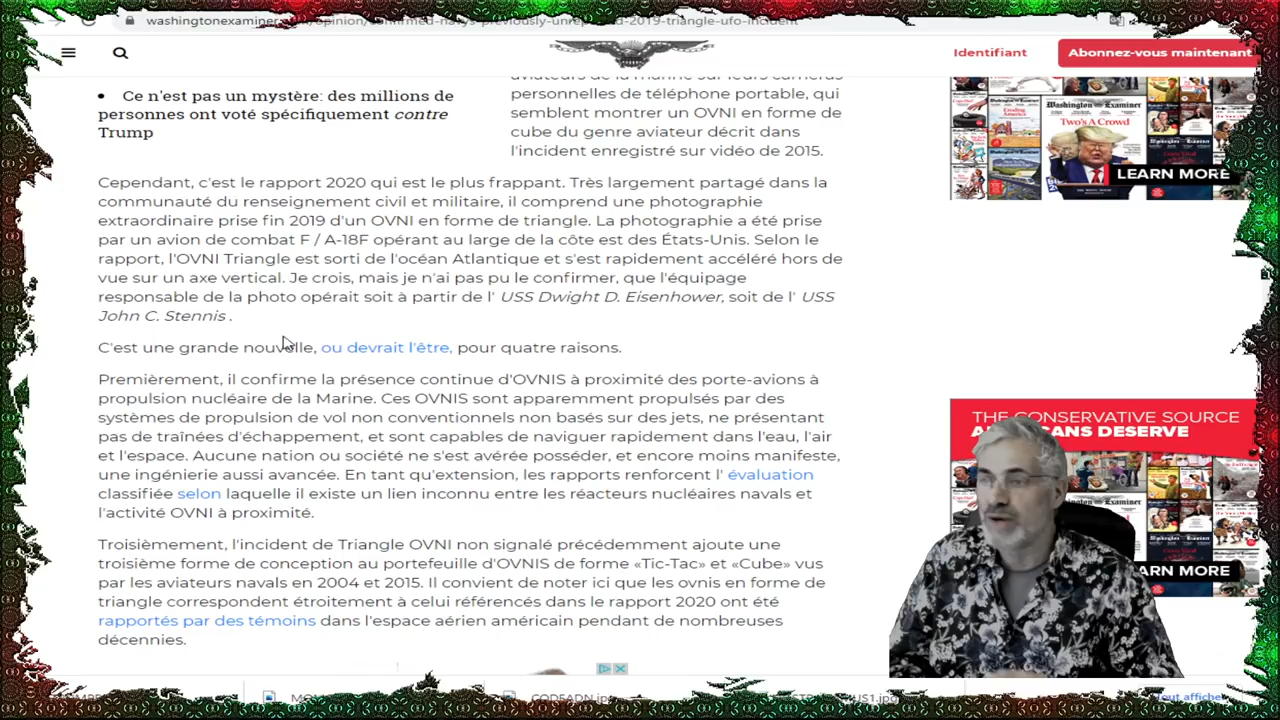 washingtonexaminer
Identifiant
Abonnez-vous maintenant
Ce n'est pas un des millions de
personnes ont voté spécifiquement contre
Trump
aviateurs de la marine sur leurs caméras
personnelles de téléphone portable, qui
semblent montrer un OVNI en forme de
cube du genre aviateur décrit dans
l'incident enregistré sur vidéo de 2015.
Cependant, c'est le rapport 2020 qui est le plus frappant. Très largement partagé dans la
communauté du renseignement militaire, il comprend une photographie
extraordinaire prise fin 2019 d'un OVNI en forme de triangle. La photographie a été prise
par un avion de combat F / A-18F opérant au large de la côte est des États-Unis. Selon le
rapport, l'OVNI Triangle est sorti de l'océan Atlantique et s'est rapidement accéléré hors de
vue sur un axe vertical. Je crois, mais je n'ai pas pu le confirmer, que l'équipage
responsable de la photo opérait soit à partir de l' USS Dwight D. Eisenhower, soit de l' USS
John C. Stennis .
C'est une grande nouvelle, ou devrait l'être, pour quatre raisons.
Premièrement, il confirme la présence continue d'OVNIS à proximité des porte-avions à
propulsion nucléaire de la Marine. Ces OVNIS sont apparemment propulsés par des
systèmes de propulsion de vol non conventionnels non basés sur des jets, ne présentant
pas de traînées d'échappement, et sont capables de naviguer rapidement dans l'eau, l'air
et l'espace. Aucune nation ou société ne s'est avérée posséder, et encore moins manifeste,
une ingénierie aussi avancée. En tant qu'extension, les rapports renforcent l' évaluation
classifiée selon laquelle il existe un lien inconnu entre les réacteurs nucléaires navals et
l'activité OVNI à proximité.
Troisièmement, l'incident du Triangle OVNI mentionné précédemment ajoute une
troisième forme de conception au portefeuille d'OVNI de forme «Tic-Tac» et «Cube» vus
par les aviateurs navals en 2004 et 2015. Il convient de noter ici que les ovnis en forme de
triangle correspondent étroitement à celui référencés dans le rapport 2020 ont été
rapportés par des témoins dans l'espace aérien américain pendant de nombreuses
décennies.
Washington Examiner
Two's A Crowd
LEARN MORE
THE CONSERVATIVE SOURCE
DESERVE
ARN MORE